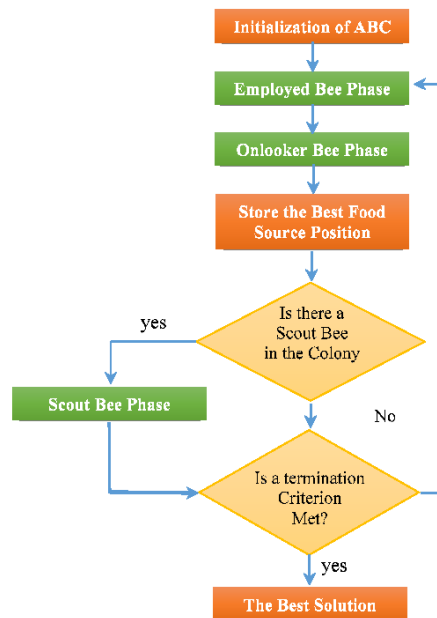 Initialization of ABC
Employed Bee Phase
Onlooker Bee Phase
Store the Best Food
Source Position
Is there a
Scout Bee
in the Colony
yes
Scout Bee Phase
No
Is a termination
Criterion
Met?
yes
The Best Solution